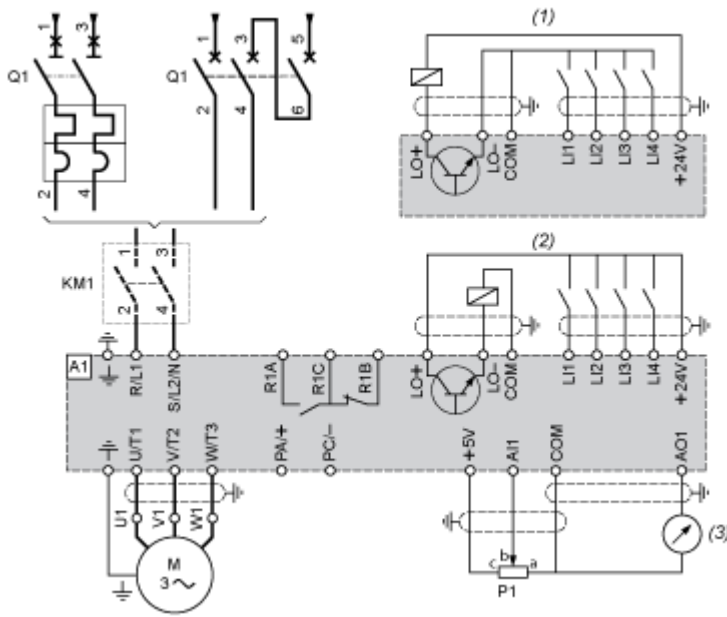 (1)
1 3
Q1
2 4
1 3 5
Q1
2 4 6
LO+ LO- COM LI1 LI2 LI3 LI4 +24V
(2)
KM1
1 3
2 4
A1
R/L1 S/L2/N R1A R1C R1B LO+ LO- COM LI1 LI2 LI3 LI4 +24V
U/T1 V/T2 W/T3 PA/+ PC/- +5V AI1 COM AO1
U1 V1 W1
M
3
c b a
P1
(3)